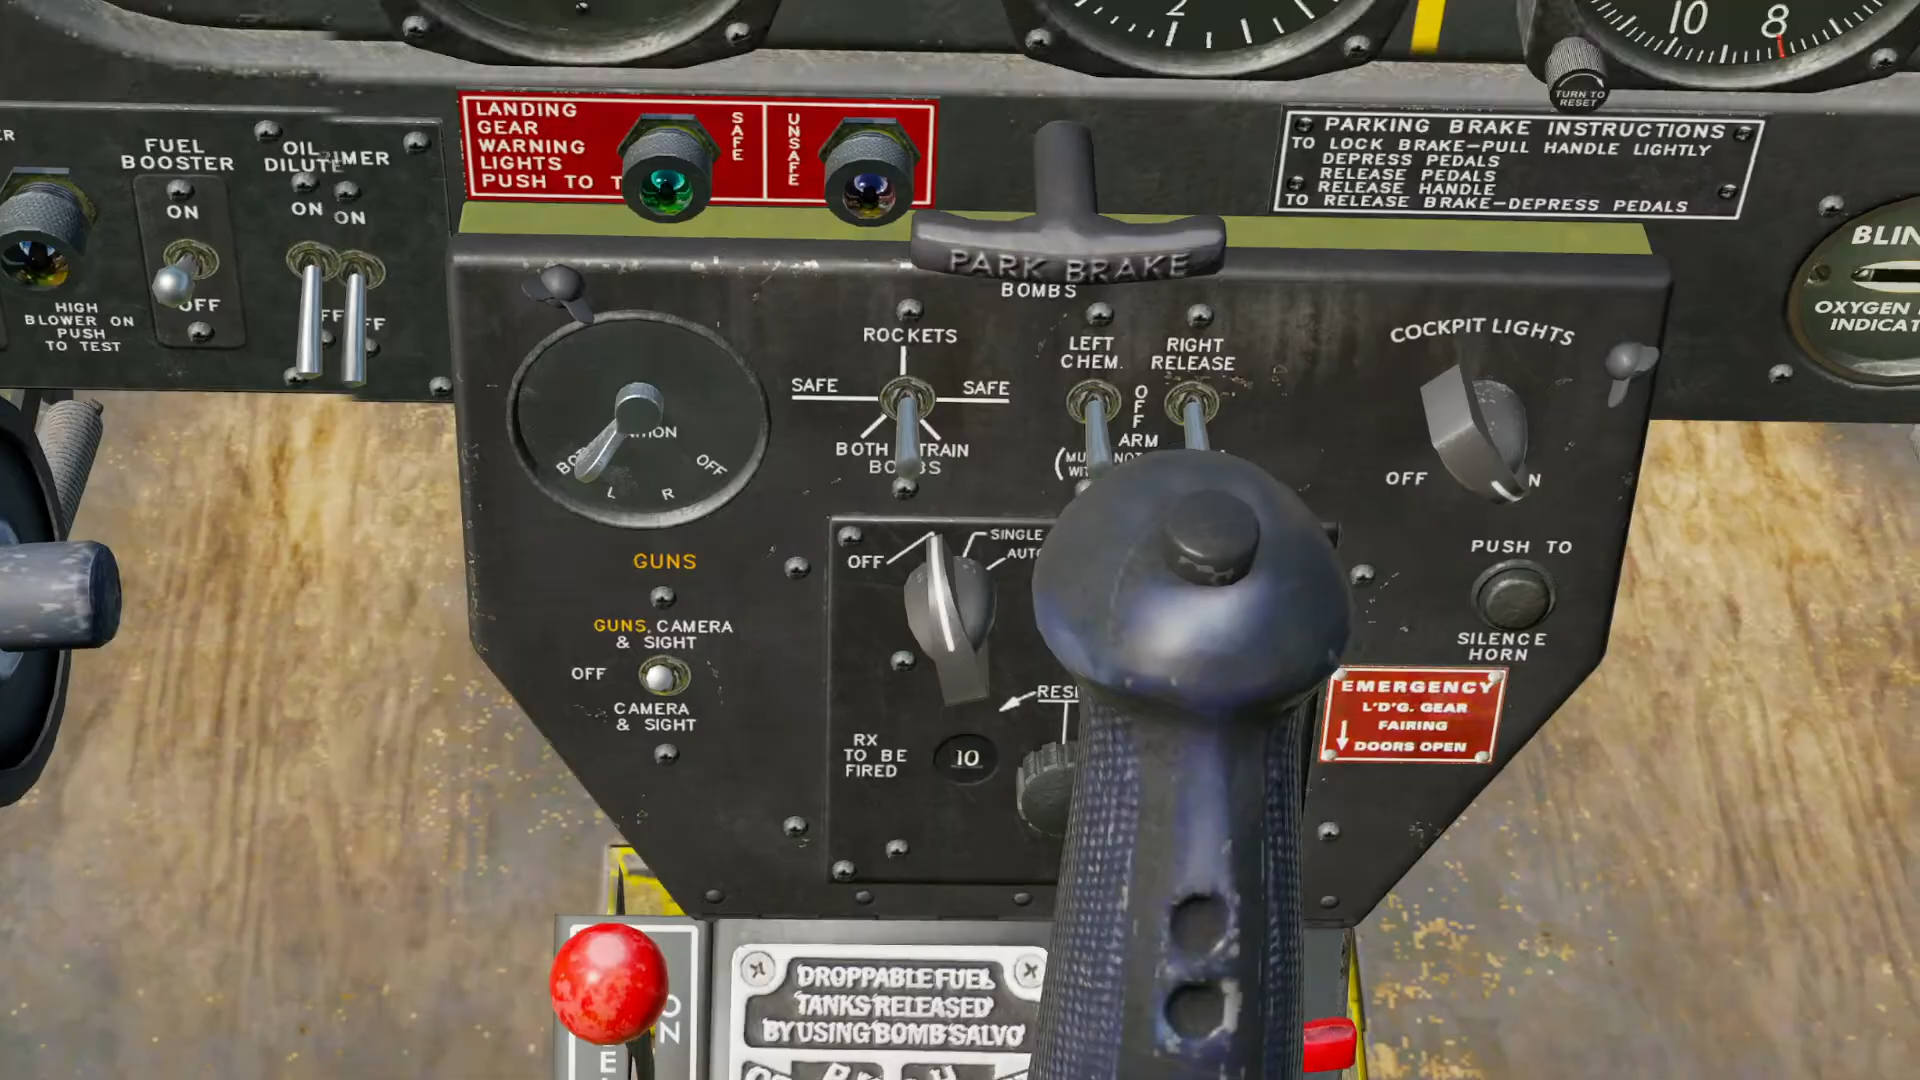 10 8
TURN TO
RESET
LANDING
GEAR
WARNING
LIGHTS
PUSH TO
SAFE
UNSAFE
PARKING BRAKE INSTRUCTIONS
TO LOCK BRAKE-PULL HANDLE LIGHTLY
DEPRESS PEDALS
RELEASE PEDALS
RELEASE HANDLE
TO RELEASE BRAKE-DEPRESS PEDALS
FUEL
BOOSTER
ON
OFF
OIL
DILUTE
ON
ON
HIGH
BLOWER ON
PUSH
TO TEST
PARK BRAKE
BOMBS
ROCKETS
SAFE
SAFE
BOTH TRAIN
LEFT
CHEM.
RIGHT
RELEASE
OFF
ARM
COCKPIT LIGHTS
OFF
OXYGEN
L
R
OFF
GUNS
GUNS, CAMERA
& SIGHT
OFF
CAMERA
& SIGHT
OFF
SINGLE
RX
TO BE
FIRED
10
PUSH TO
SILENCE
HORN
EMERGENCY
L'D'G. GEAR
FAIRING
DOORS OPEN
DROPPABLE FUEL
TANKS RELEASED
BY USING BOMB SALVO